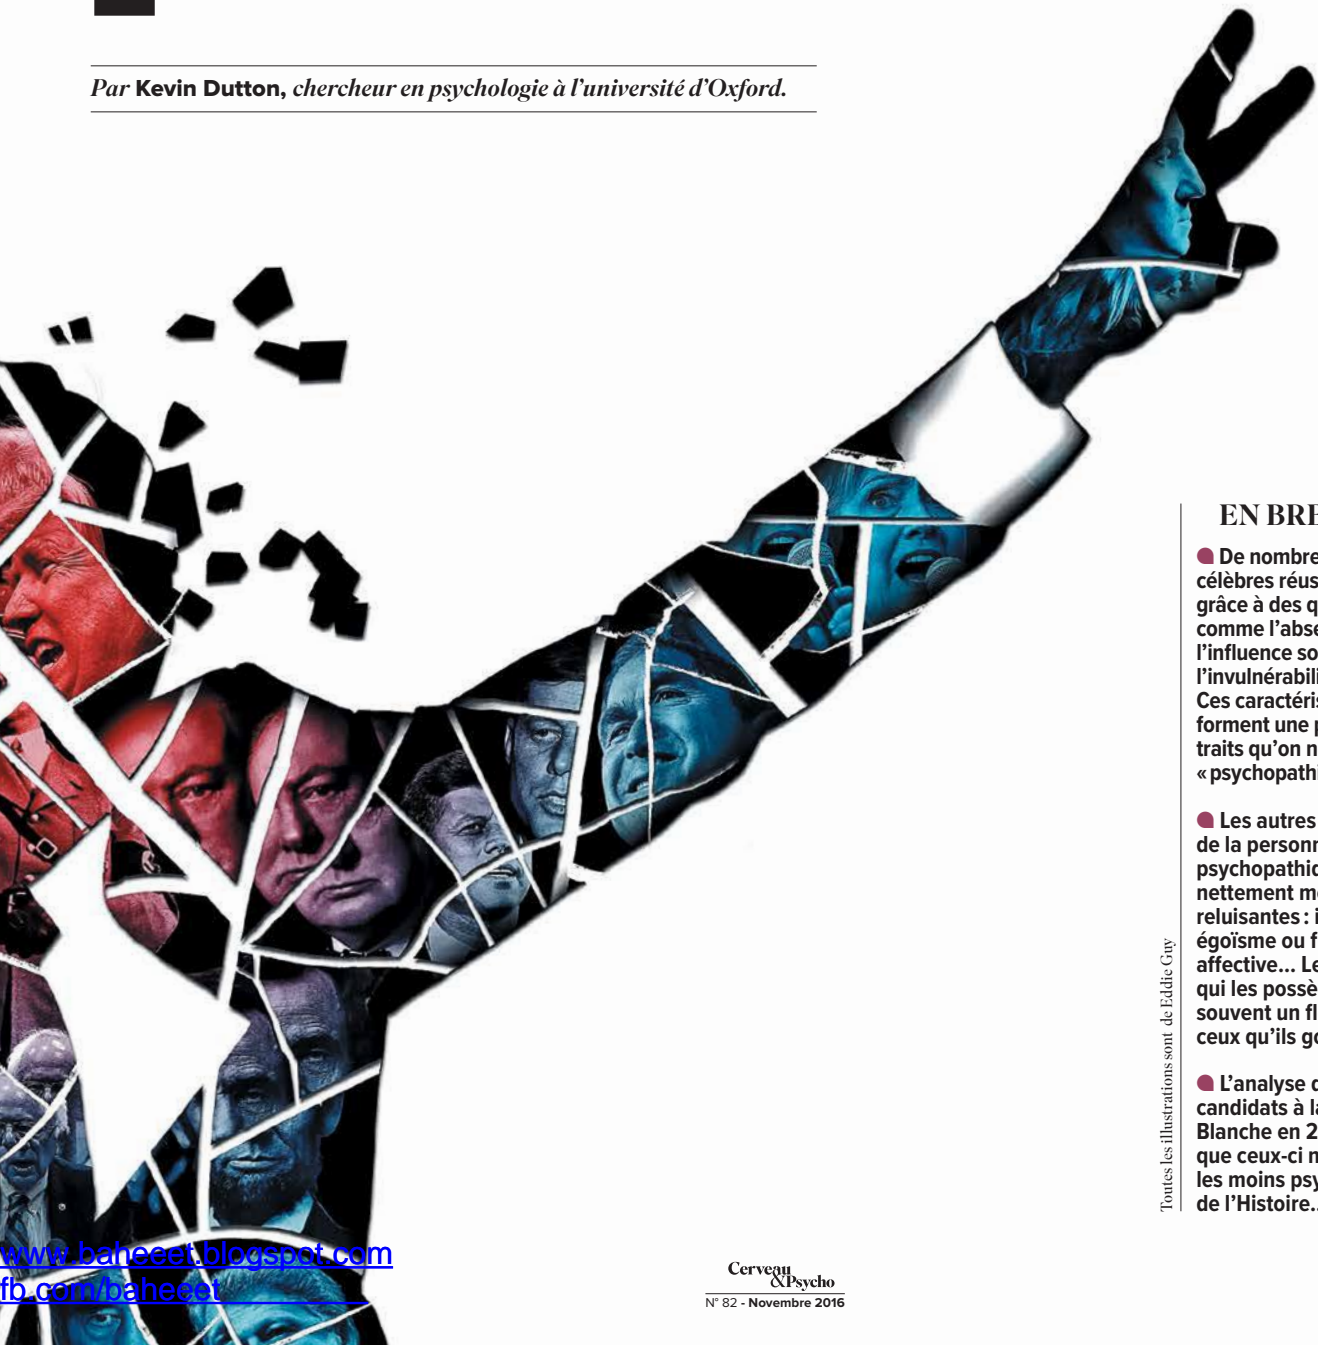 Par Kevin Dutton, chercheur en psychologie à l'université d'Oxford.
EN BRE
De nombre
célèbres réus
grâce à des q
comme l'abse
l'influence so
l'invulnérabili
Ces caractéris
forment une p
traits qu'on n
«psychopathi
Les autres
de la personn
psychopathiq
nettement mo
reluisantes : i
égoïsme ou f
affective... Le
qui les possè
souvent un fl
ceux qu'ils go
L'analyse d
candidats à la
Blanche en 2
que ceux-ci n
les moins psy
de l'Histoire..
Toutes les illustrations sont de Eddie Guy
www.baheeet.blogspot.com
fb.com/baheeet
Cerveau
&Psycho
N° 82 - Novembre 2016